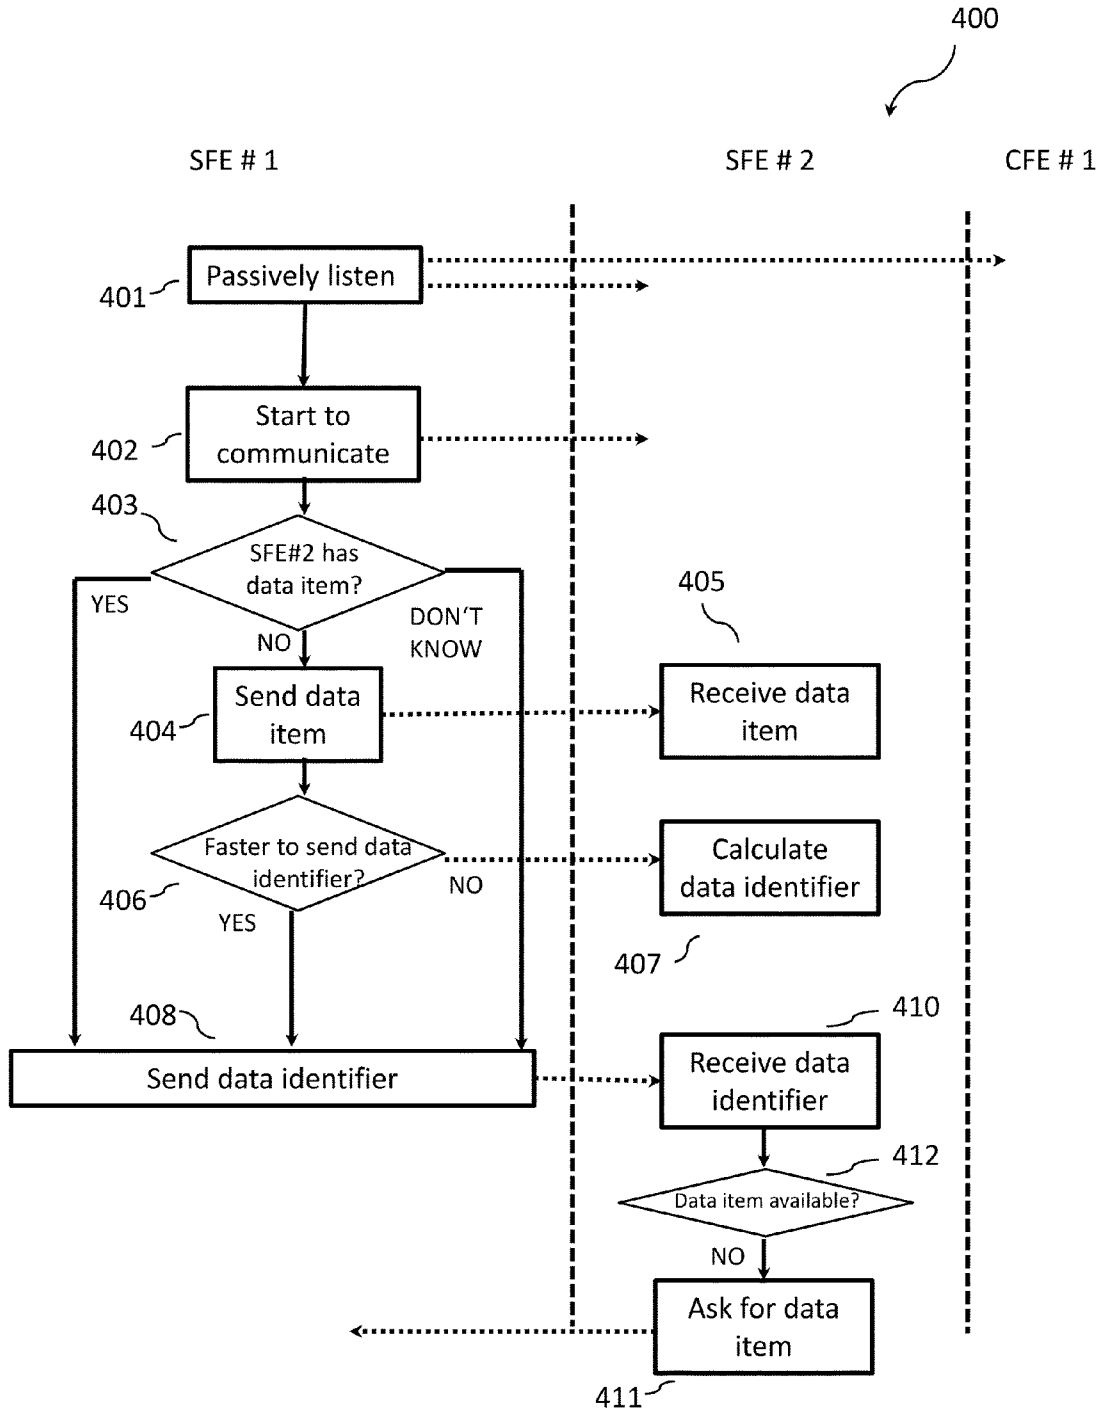 400
SFE # 1
SFE # 2
CFE # 1
Passively listen
401
Start to
communicate
402
403
SFE#2 has
data item?
YES
NO
DON'T
KNOW
405
Send data
item
404
Receive data
item
Faster to send data
identifier?
406
NO
YES
Calculate
data identifier
407
408
410
Send data identifier
Receive data
identifier
412
Data item available?
NO
Ask for data
item
411